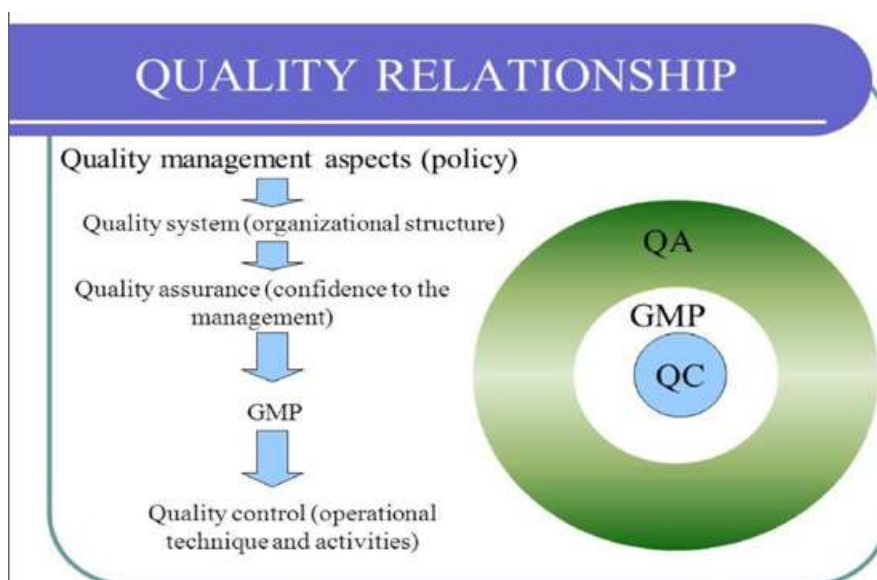 QUALITY RELATIONSHIP
Quality management aspects (policy)
Quality system (organizational structure)
Quality assurance (confidence to the
management)
GMP
Quality control (operational
technique and activities)
QA
GMP
QC